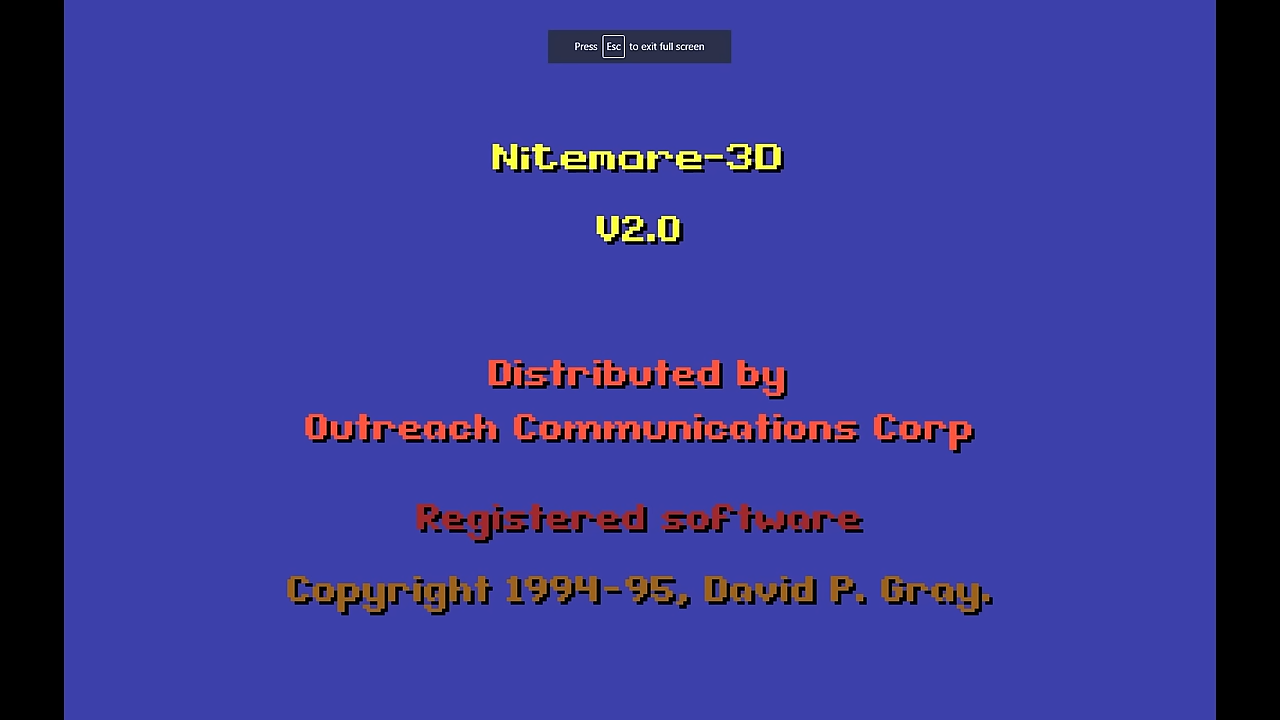 Press Esc to exit full screen
Nitemare-3D
V2.0
Distributed by
Outreach Communications Corp
Registered software
Copyright 1994-95, David P. Gray.